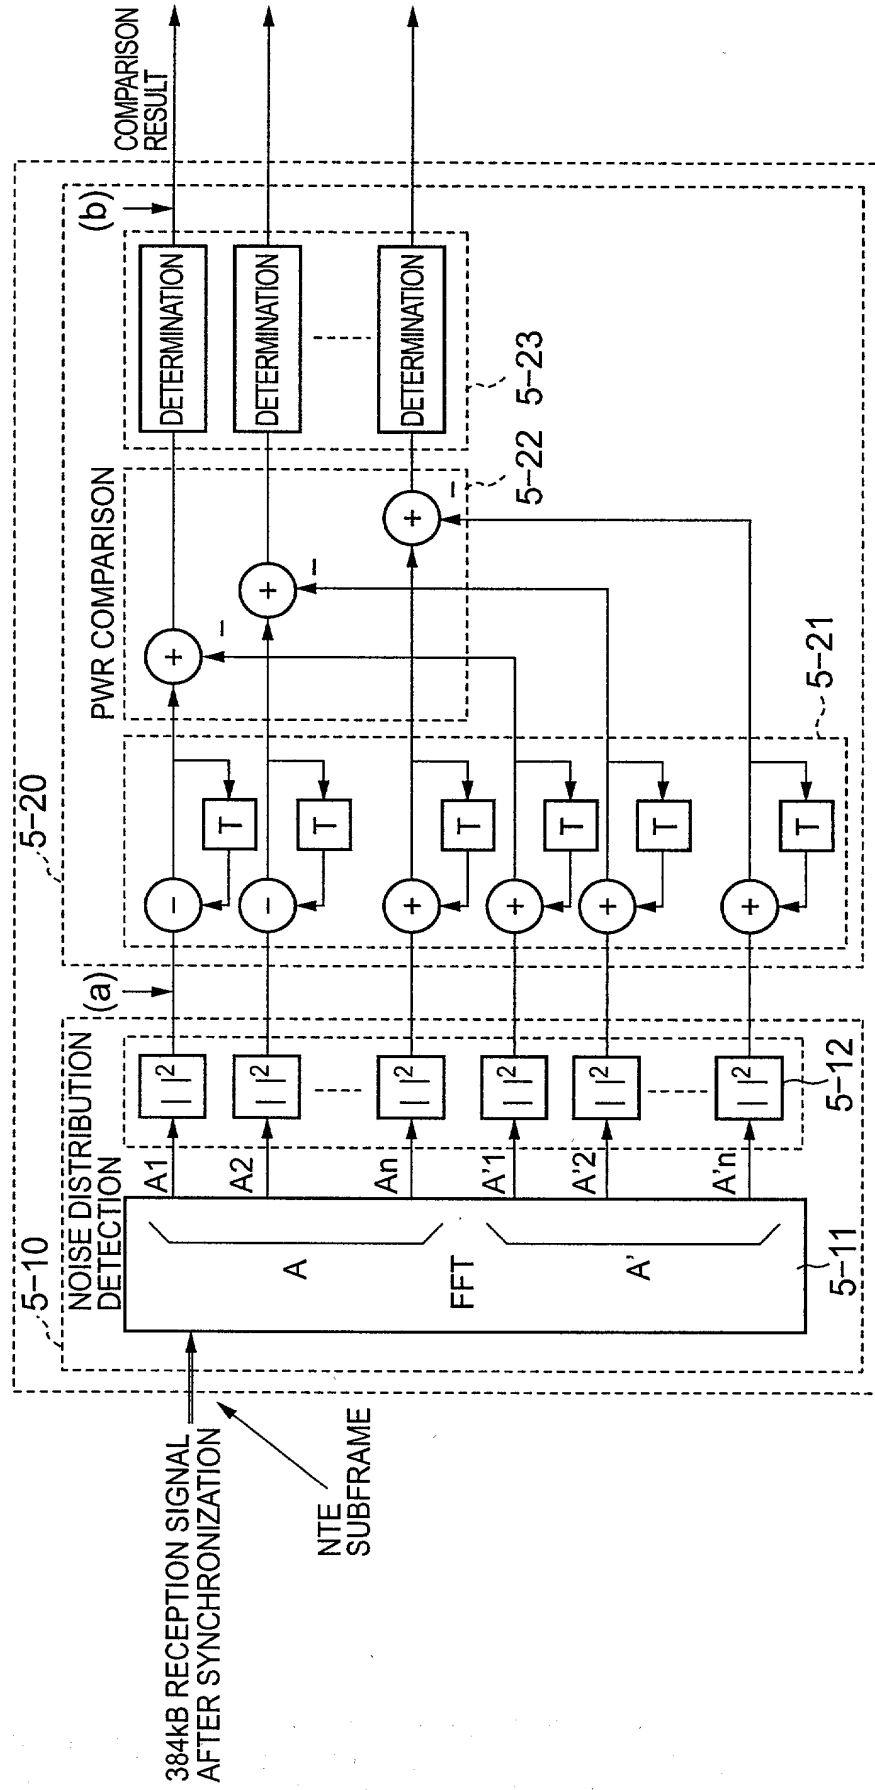 384kB RECEPTION SIGNAL
AFTER SYNCHRONIZATION
NTE
SUBFRAME
5-10
NOISE DISTRIBUTION
DETECTION
A
FFT
A'
5-11
A1
A2
An
A'1
A'2
A'n
| |²
| |²
| |²
| |²
| |²
| |²
5-12
(a)
5-20
−
−
+
+
+
+
T
T
T
T
T
T
5-21
PWR COMPARISON
+
−
+
−
+
−
5-22
DETERMINATION
DETERMINATION
DETERMINATION
5-23
(b)
COMPARISON
RESULT